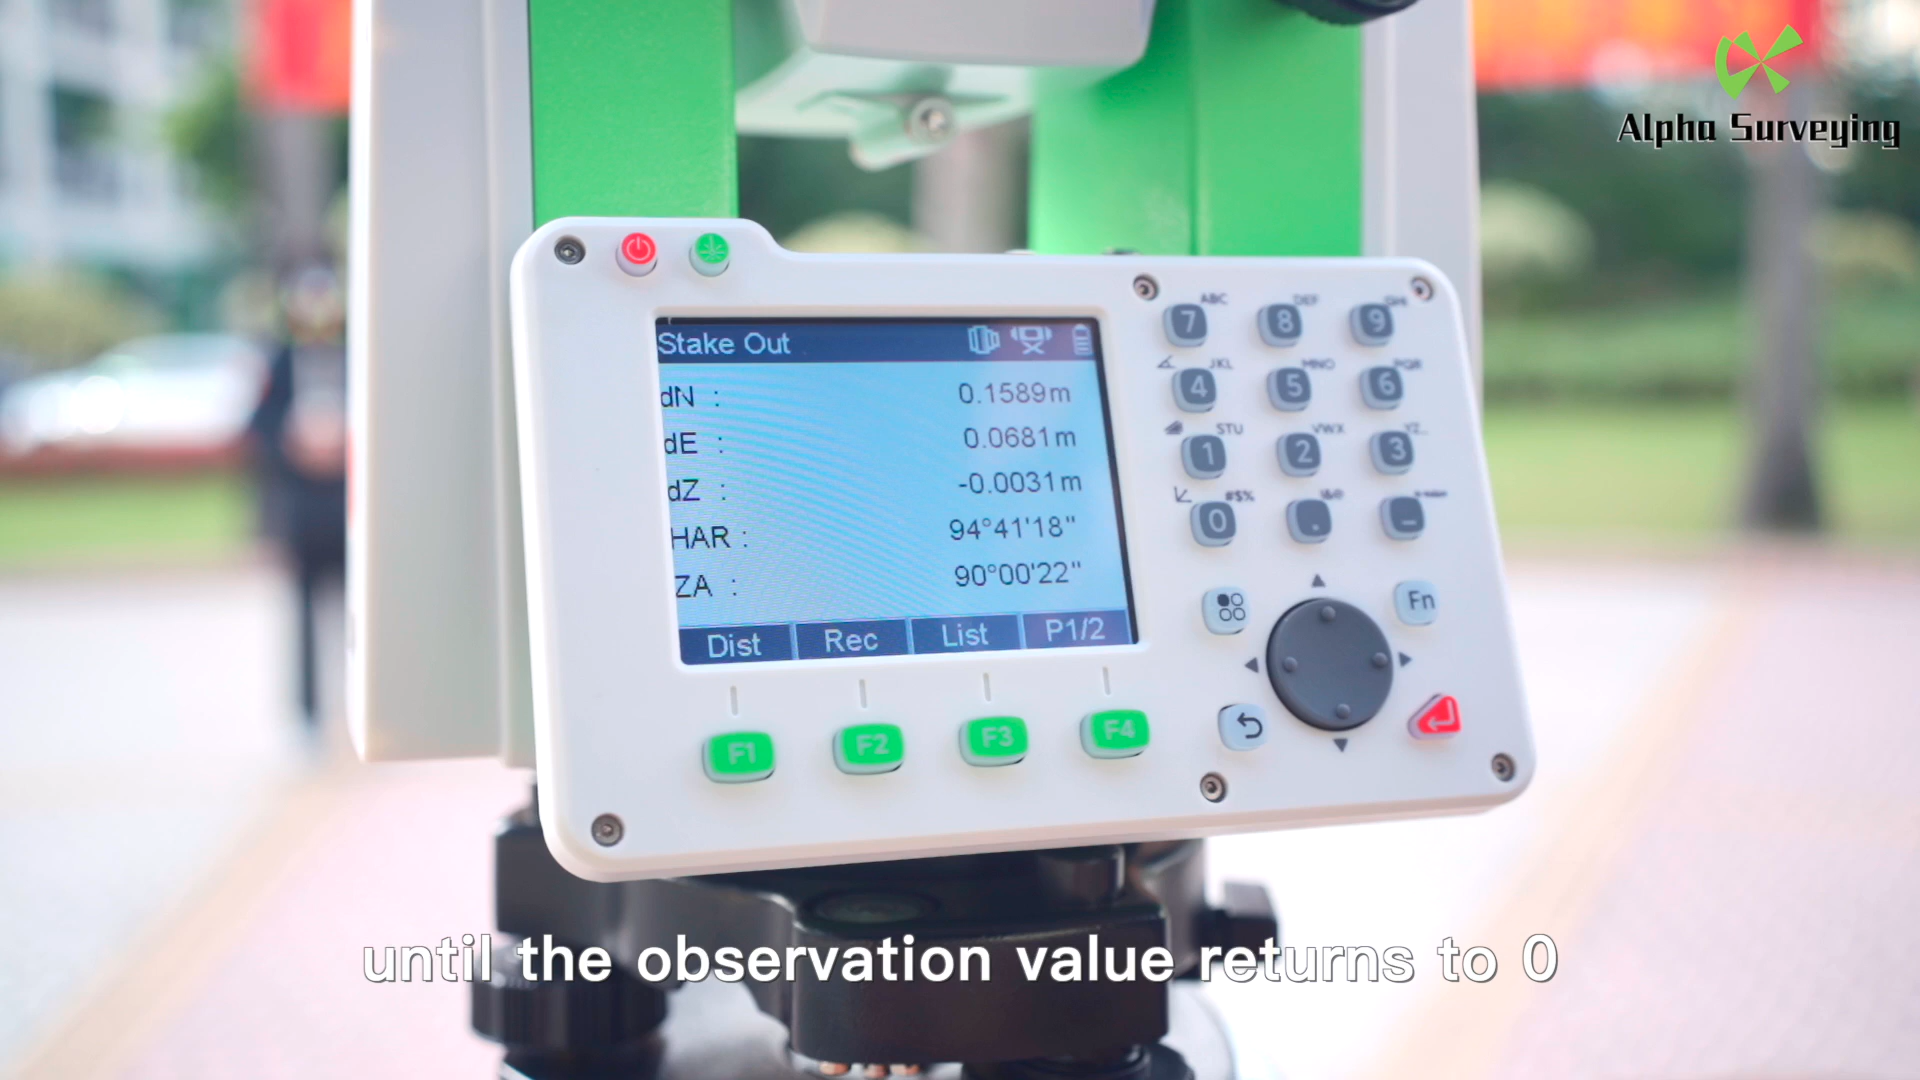 Alpha Surveying
Stake Out
dN : 0.1589m
dE : 0.0681m
dZ : -0.0031m
HAR : 94°41'18"
ZA : 90°00'22"
Dist Rec List P1/2
F1 F2 F3 F4
ABC DEF GHI
7 8 9
JKL MNO PQR
4 5 6
STU VWX YZ_
1 2 3
#$%
0 . -
Fn
until the observation value returns to 0